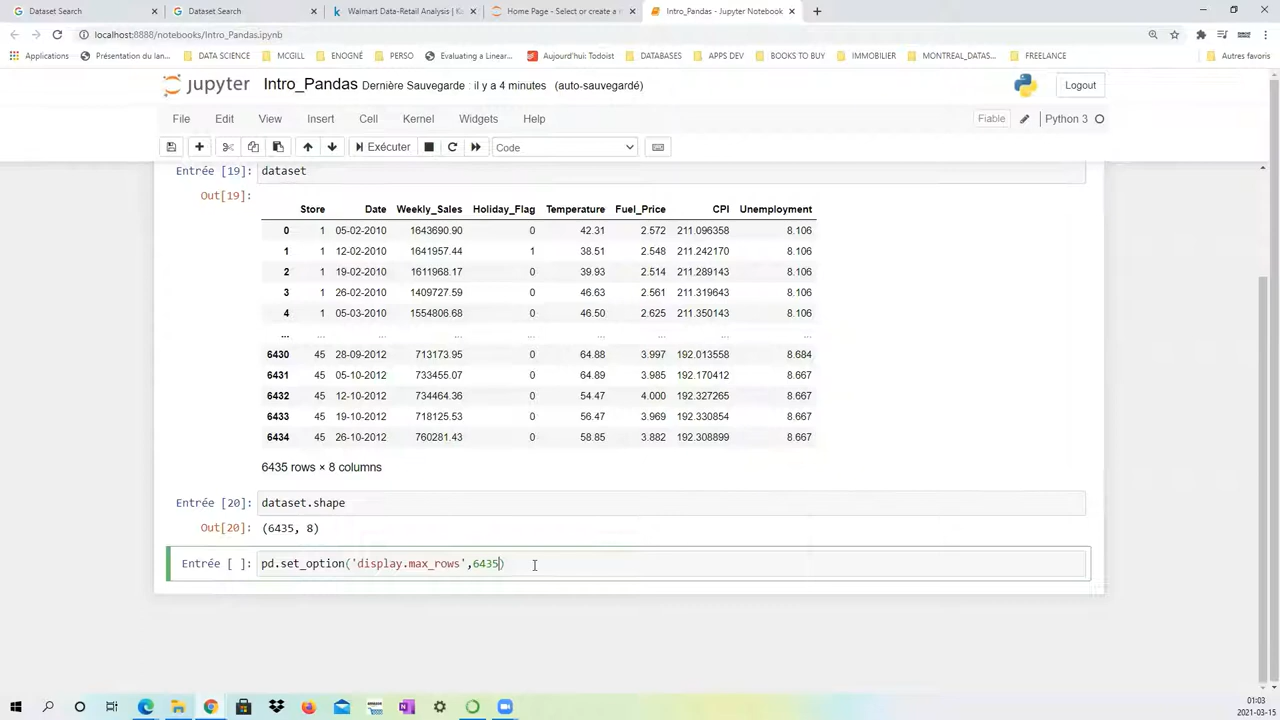 Dataset Search
Dataset Search
Walmart Data-Retail Analysis | Ka
Home Page - Select or create a n
Intro_Pandas - Jupyter Notebook
localhost:8888/notebooks/Intro_Pandas.ipynb
Applications
Présentation du lan...
DATA SCIENCE
MCGILL
ENOGNÉ
PERSO
Evaluating a Linear...
Aujourd'hui: Todoist
DATABASES
APPS DEV
BOOKS TO BUY
IMMOBILIER
MONTREAL_DATAS...
FREELANCE
Autres favoris
jupyter Intro_Pandas Dernière Sauvegarde : il y a 4 minutes (auto-sauvegardé) Logout
File Edit View Insert Cell Kernel Widgets Help Fiable Python 3
Exécuter Code
Entrée [19]: dataset
Out[19]:
Store Date Weekly_Sales Holiday_Flag Temperature Fuel_Price CPI Unemployment
0 1 05-02-2010 1643690.90 0 42.31 2.572 211.096358 8.106
1 1 12-02-2010 1641957.44 1 38.51 2.548 211.242170 8.106
2 1 19-02-2010 1611968.17 0 39.93 2.514 211.289143 8.106
3 1 26-02-2010 1409727.59 0 46.63 2.561 211.319643 8.106
4 1 05-03-2010 1554806.68 0 46.50 2.625 211.350143 8.106
... ... ... ... ... ... ... ... ...
6430 45 28-09-2012 713173.95 0 64.88 3.997 192.013558 8.684
6431 45 05-10-2012 733455.07 0 64.89 3.985 192.170412 8.667
6432 45 12-10-2012 734464.36 0 54.47 4.000 192.327265 8.667
6433 45 19-10-2012 718125.53 0 56.47 3.969 192.330854 8.667
6434 45 26-10-2012 760281.43 0 58.85 3.882 192.308899 8.667
6435 rows × 8 columns
Entrée [20]: dataset.shape
Out[20]: (6435, 8)
Entrée [ ]: pd.set_option('display.max_rows',6435)
01:03
2021-03-15